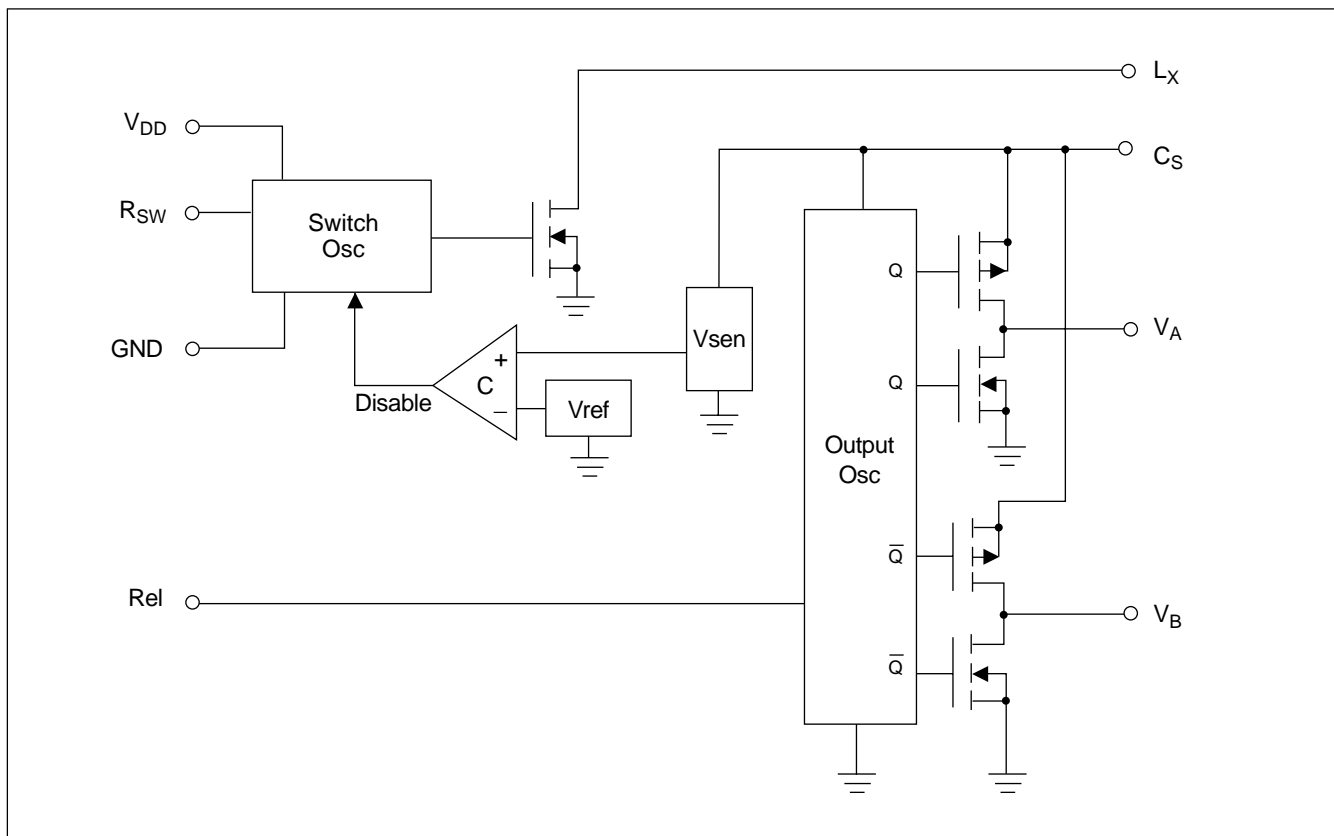 L_X
V_DD
C_S
R_SW
Switch
Osc
Q
GND
Vsen
V_A
+
C
−
Disable
Vref
Q
Output
Osc
Q̅
Rel
V_B
Q̅